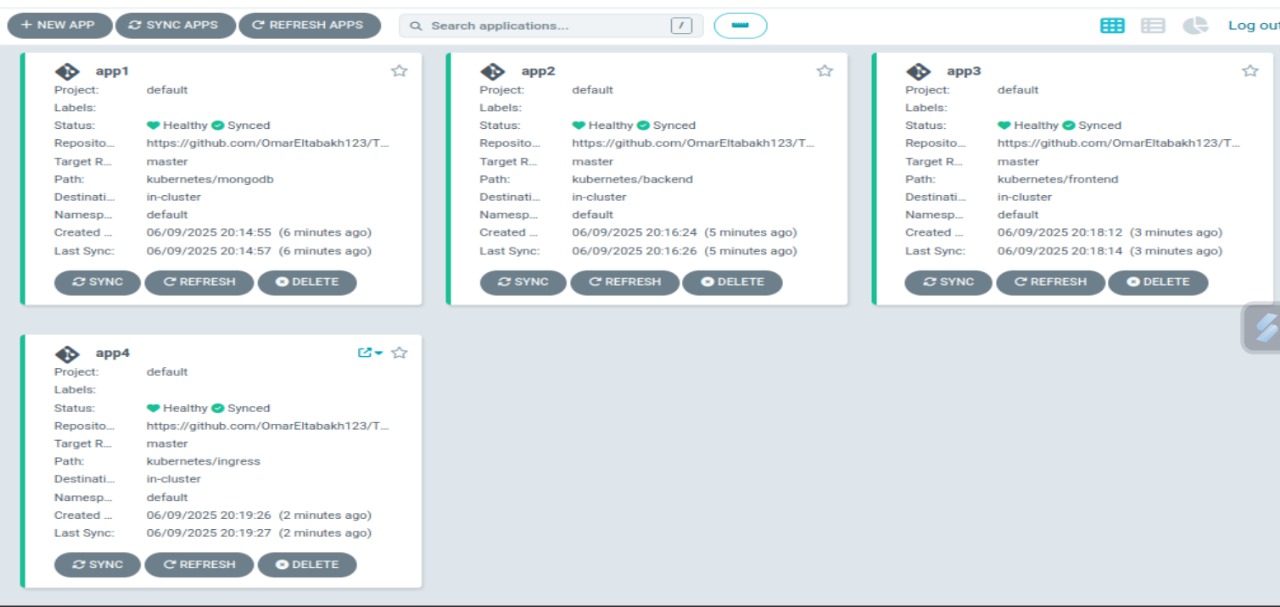 + NEW APP SYNC APPS REFRESH APPS Search applications... / Log out
app1
Project: default
Labels:
Status: Healthy Synced
Reposito... https://github.com/OmarEltabakh123/T...
Target R... master
Path: kubernetes/mongodb
Destinati... in-cluster
Namesp... default
Created ... 06/09/2025 20:14:55 (6 minutes ago)
Last Sync: 06/09/2025 20:14:57 (6 minutes ago)
SYNC REFRESH DELETE
app2
Project: default
Labels:
Status: Healthy Synced
Reposito... https://github.com/OmarEltabakh123/T...
Target R... master
Path: kubernetes/backend
Destinati... in-cluster
Namesp... default
Created ... 06/09/2025 20:16:24 (5 minutes ago)
Last Sync: 06/09/2025 20:16:26 (5 minutes ago)
SYNC REFRESH DELETE
app3
Project: default
Labels:
Status: Healthy Synced
Reposito... https://github.com/OmarEltabakh123/T...
Target R... master
Path: kubernetes/frontend
Destinati... in-cluster
Namesp... default
Created ... 06/09/2025 20:18:12 (3 minutes ago)
Last Sync: 06/09/2025 20:18:14 (3 minutes ago)
SYNC REFRESH DELETE
app4
Project: default
Labels:
Status: Healthy Synced
Reposito... https://github.com/OmarEltabakh123/T...
Target R... master
Path: kubernetes/ingress
Destinati... in-cluster
Namesp... default
Created ... 06/09/2025 20:19:26 (2 minutes ago)
Last Sync: 06/09/2025 20:19:27 (2 minutes ago)
SYNC REFRESH DELETE